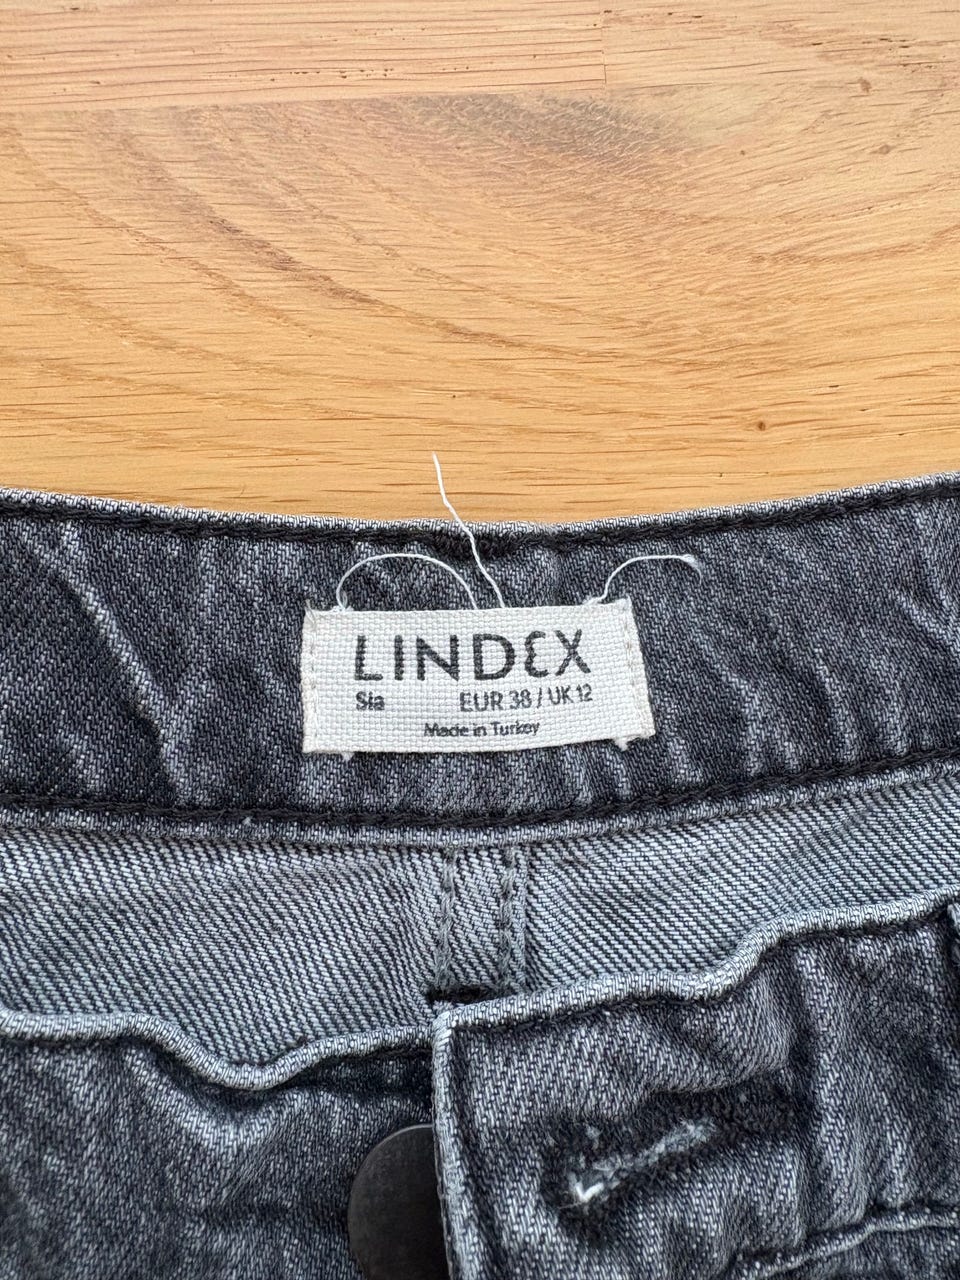 LINDEX
Sia EUR 38 / UK 12
Made in Turkey